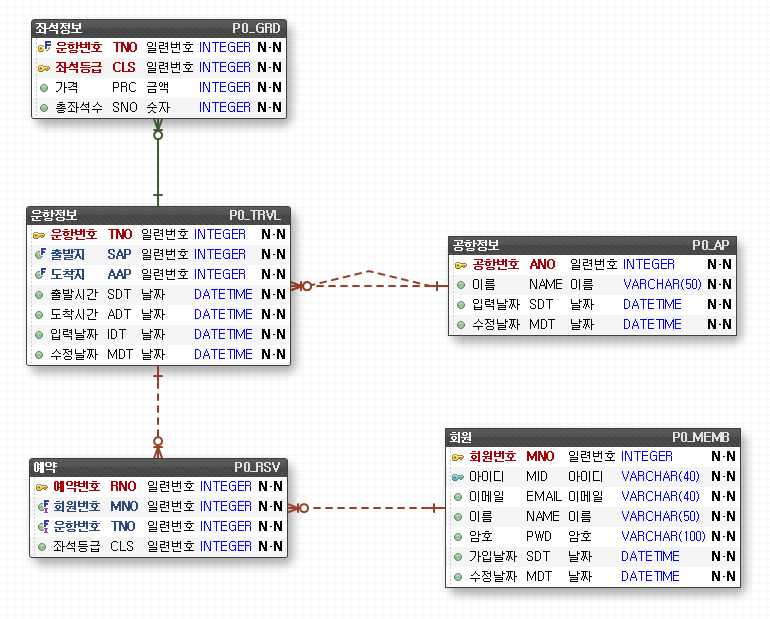 좌석정보 PO_GRD
운항번호 TNO 일련번호 INTEGER N-N
좌석등급 CLS 일련번호 INTEGER N-N
가격 PRC 금액 INTEGER N-N
총좌석수 SNO 숫자 INTEGER N-N
운항정보 PO_TRVL
운항번호 TNO 일련번호 INTEGER N-N
출발지 SAP 일련번호 INTEGER N-N
도착지 AAP 일련번호 INTEGER N-N
출발시간 SDT 날짜 DATETIME N-N
도착시간 ADT 날짜 DATETIME N-N
입력날짜 IDT 날짜 DATETIME N-N
수정날짜 MDT 날짜 DATETIME N-N
공항정보 PO_AP
공항번호 ANO 일련번호 INTEGER N-N
이름 NAME 이름 VARCHAR(50) N-N
입력날짜 SDT 날짜 DATETIME N-N
수정날짜 MDT 날짜 DATETIME N-N
예약 PO_RSV
예약번호 RNO 일련번호 INTEGER N-N
회원번호 MNO 일련번호 INTEGER N-N
운항번호 TNO 일련번호 INTEGER N-N
좌석등급 CLS 일련번호 INTEGER N-N
회원 PO_MEMB
회원번호 MNO 일련번호 INTEGER N-N
아이디 MID 아이디 VARCHAR(40) N-N
이메일 EMAIL 이메일 VARCHAR(40) N-N
이름 NAME 이름 VARCHAR(50) N-N
암호 PWD 암호 VARCHAR(100) N-N
가입날짜 SDT 날짜 DATETIME N-N
수정날짜 MDT 날짜 DATETIME N-N